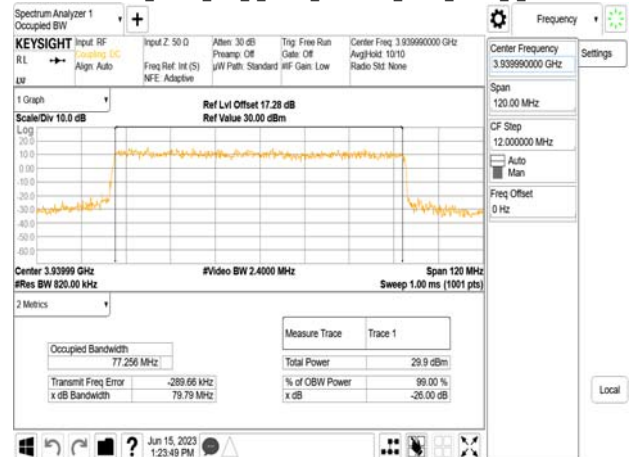 Spectrum Analyzer 1
Occupied BW
Frequency
KEYSIGHT
Input: RF
Coupling: DC
Align: Auto
Input Z: 50 Ω
Freq Ref: Int (S)
NFE: Adaptive
Atten: 30 dB
Preamp: Off
µW Path: Standard
Trig: Free Run
Gate: Off
#IF Gain: Low
Center Freq: 3.939990000 GHz
Avg|Hold: 10/10
Radio Std: None
R L
Center Frequency
3.939990000 GHz
Settings
Span
120.00 MHz
CF Step
12.000000 MHz
Auto
Man
Freq Offset
0 Hz
Local
1 Graph
Scale/Div 10.0 dB
Ref Lvl Offset 17.28 dB
Ref Value 30.00 dBm
Log
20.0
10.0
0.00
-10.0
-20.0
-30.0
-40.0
-50.0
-60.0
Center 3.93999 GHz
#Video BW 2.4000 MHz
Span 120 MHz
#Res BW 820.00 kHz
Sweep 1.00 ms (1001 pts)
2 Metrics
Measure Trace Trace 1
Occupied Bandwidth
77.256 MHz
Total Power 29.9 dBm
Transmit Freq Error -289.66 kHz
% of OBW Power 99.00 %
x dB Bandwidth 79.79 MHz
x dB -26.00 dB
Jun 15, 2023
1:23:49 PM